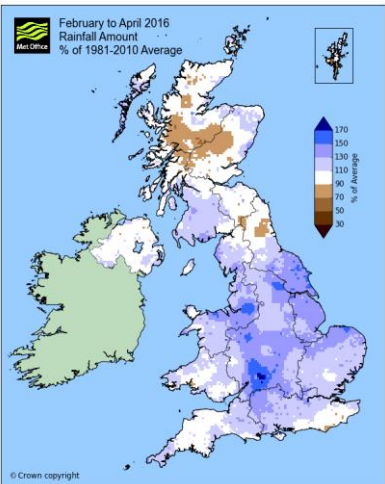 Met Office
February to April 2016
Rainfall Amount
% of 1981-2010 Average
170
150
130
110
90
70
50
30
% of Average
© Crown copyright